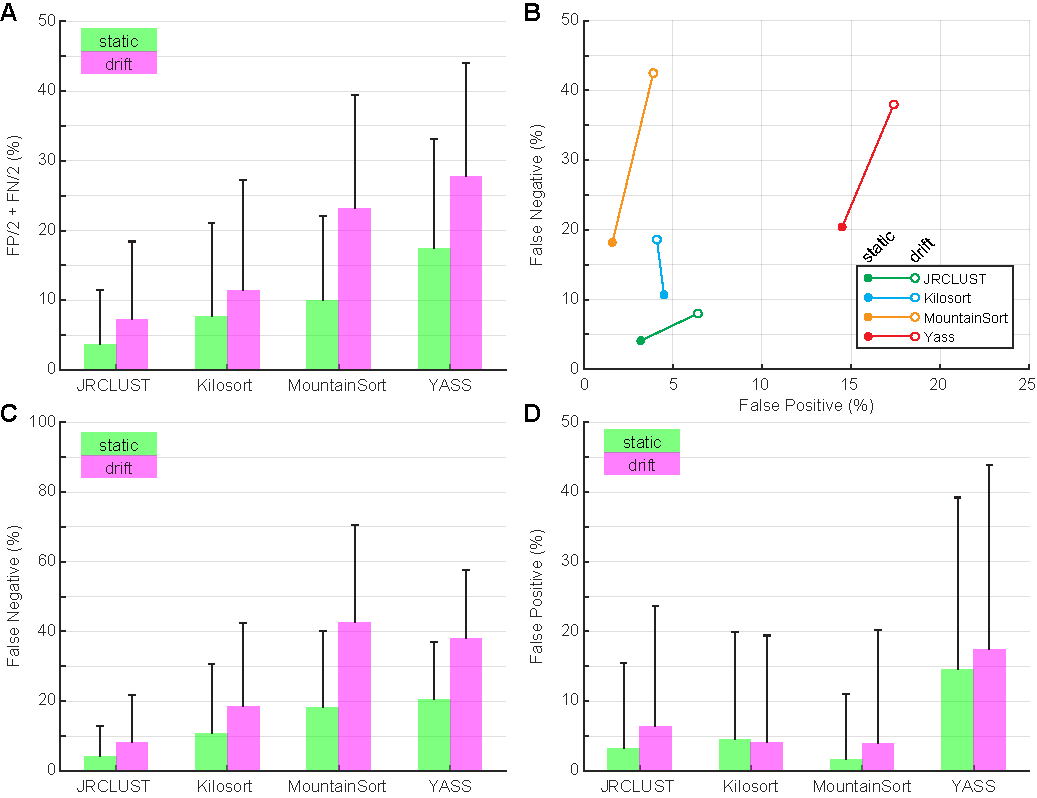 A
50
40
30
20
10
0
FP/2 + FN/2 (%)
static
drift
JRCLUST Kilosort MountainSort YASS
B
50
40
30
20
10
0
False Negative (%)
static drift
JRCLUST
Kilosort
MountainSort
Yass
0 5 10 15 20 25
False Positive (%)
C
100
80
60
40
20
0
False Negative (%)
static
drift
JRCLUST Kilosort MountainSort YASS
D
50
40
30
20
10
0
False Positive (%)
static
drift
JRCLUST Kilosort MountainSort YASS